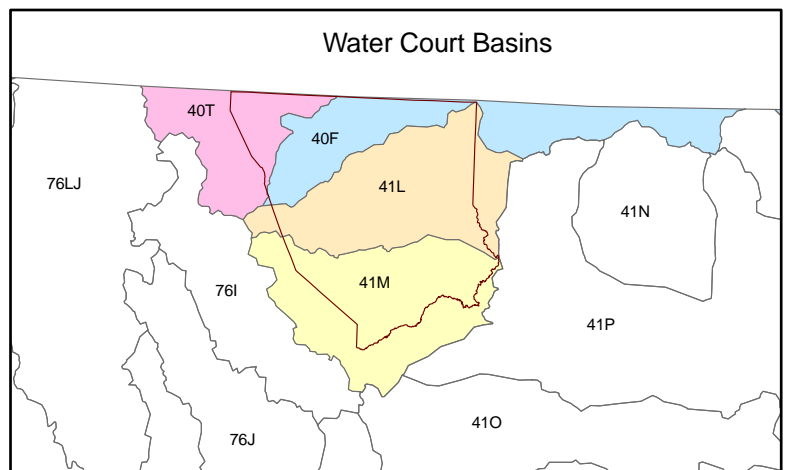 Water Court Basins
40T
40F
76LJ
41L
41N
76I
41M
41P
41O
76J